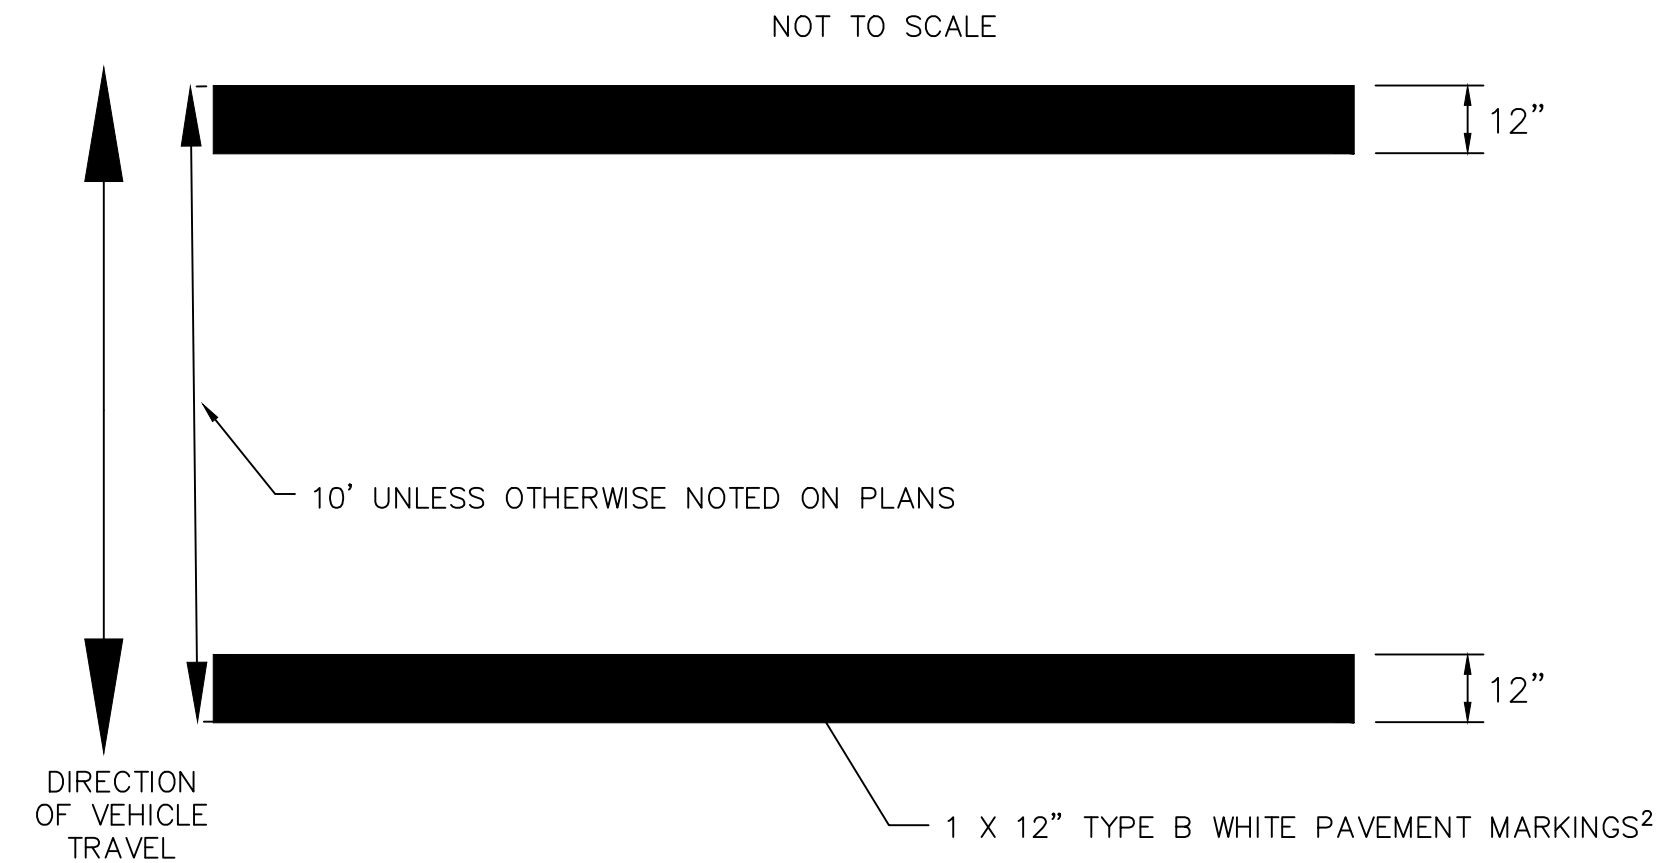 NOT TO SCALE
12”
10’ UNLESS OTHERWISE NOTED ON PLANS
12”
DIRECTION
OF VEHICLE
TRAVEL
1 X 12” TYPE B WHITE PAVEMENT MARKINGS²